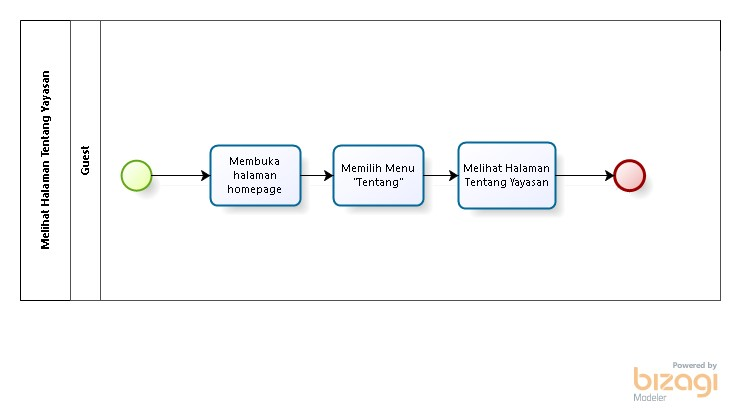 Melihat Halaman Tentang Yayasan
Guest
Membuka
halaman
homepage
Memilih Menu
"Tentang"
Melihat Halaman
Tentang Yayasan
Powered by
bizagi
Modeler